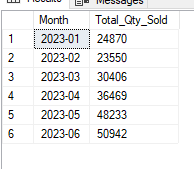 Results Messages
Month Total_Qty_Sold
1 2023-01 24870
2 2023-02 23550
3 2023-03 30406
4 2023-04 36469
5 2023-05 48233
6 2023-06 50942